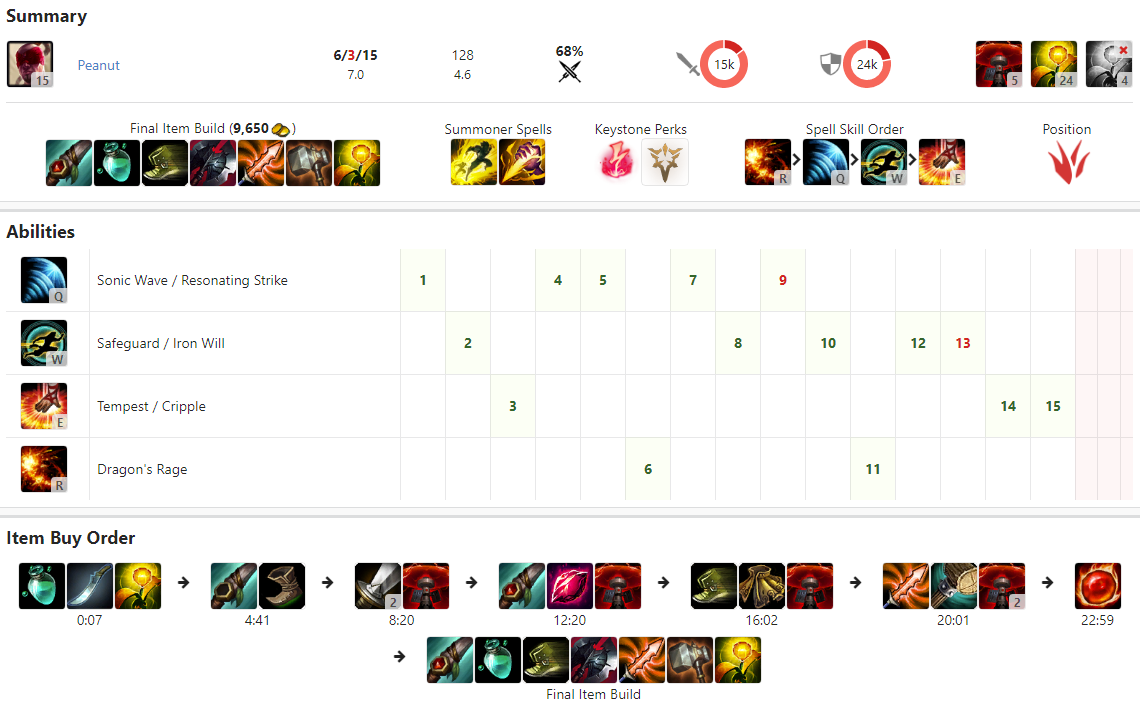 Summary
15
Peanut
6/3/15
7.0
128
4.6
68%
15k
24k
5
24
4
Final Item Build (9,650 )
Summoner Spells
Keystone Perks
Spell Skill Order
Position
R
Q
W
E
Abilities
Q
Sonic Wave / Resonating Strike
1
4
5
7
9
W
Safeguard / Iron Will
2
8
10
12
13
E
Tempest / Cripple
3
14
15
R
Dragon's Rage
6
11
Item Buy Order
2
2
0:07
4:41
8:20
12:20
16:02
20:01
22:59
Final Item Build